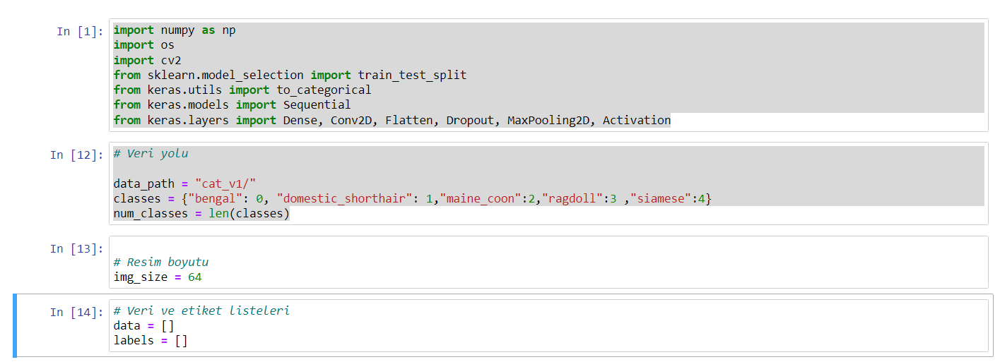 In [1]:
import numpy as np
import os
import cv2
from sklearn.model_selection import train_test_split
from keras.utils import to_categorical
from keras.models import Sequential
from keras.layers import Dense, Conv2D, Flatten, Dropout, MaxPooling2D, Activation
In [12]:
# Veri yolu
data_path = "cat_v1/"
classes = {"bengal": 0, "domestic_shorthair": 1,"maine_coon":2,"ragdoll":3 ,"siamese":4}
num_classes = len(classes)
In [13]:
# Resim boyutu
img_size = 64
In [14]:
# Veri ve etiket listeleri
data = []
labels = []